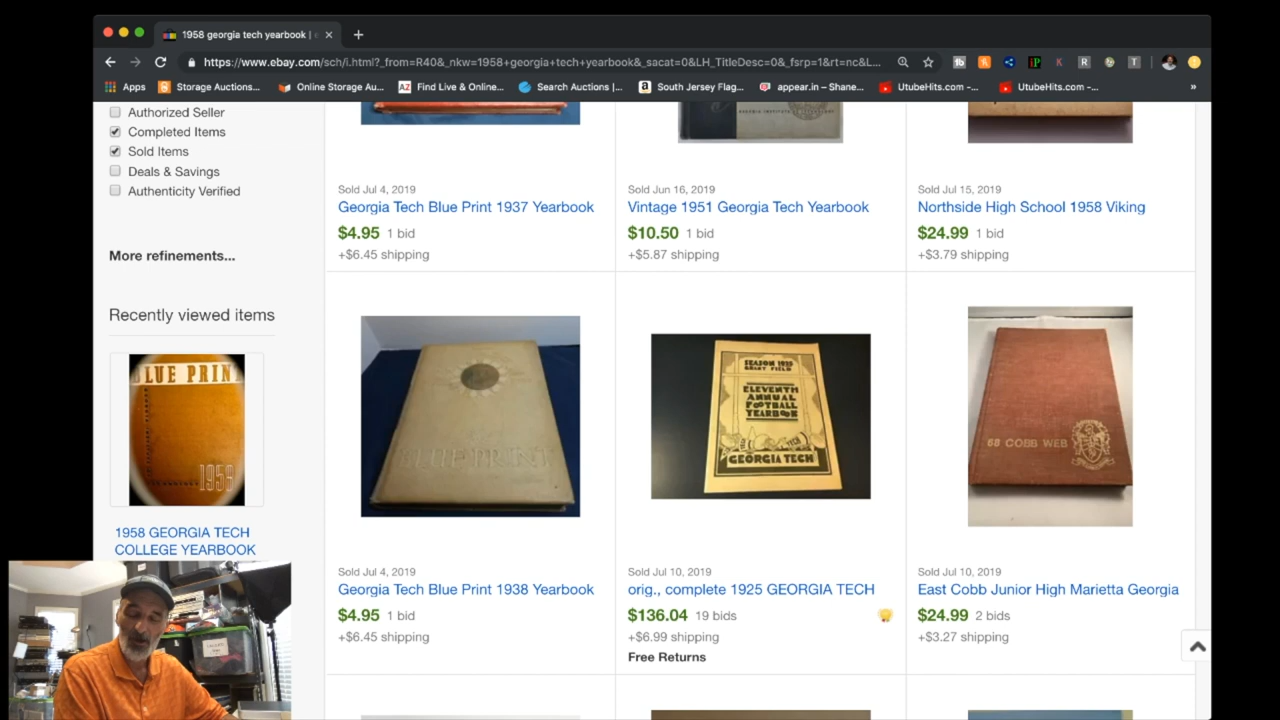 1958 georgia tech yearbook | e
https://www.ebay.com/sch/i.html?_from=R40&_nkw=1958+georgia+tech+yearbook&_sacat=0&LH_TitleDesc=0&_fsrp=1&rt=nc&L...
Apps
Storage Auctions...
Online Storage Au...
Find Live & Online...
Search Auctions |...
South Jersey Flag...
appear.in – Shane...
UtubeHits.com -...
UtubeHits.com -...
»
Authorized Seller
Completed Items
Sold Items
Deals & Savings
Authenticity Verified
More refinements...
Recently viewed items
BLUE PRIN
1958
1958 GEORGIA TECH
COLLEGE YEARBOOK
Sold Jul 4, 2019
Georgia Tech Blue Print 1937 Yearbook
$4.95 1 bid
+$6.45 shipping
Sold Jun 16, 2019
Vintage 1951 Georgia Tech Yearbook
$10.50 1 bid
+$5.87 shipping
Sold Jul 15, 2019
Northside High School 1958 Viking
$24.99 1 bid
+$3.79 shipping
BLUE PRINT
SEASON 1925
GRANT FIELD
ELEVENTH
ANNUAL
FOOTBALL
YEARBOOK
GEORGIA TECH
68 COBB WEB
Sold Jul 4, 2019
Georgia Tech Blue Print 1938 Yearbook
$4.95 1 bid
+$6.45 shipping
Sold Jul 10, 2019
orig., complete 1925 GEORGIA TECH
$136.04 19 bids
+$6.99 shipping
Free Returns
Sold Jul 10, 2019
East Cobb Junior High Marietta Georgia
$24.99 2 bids
+$3.27 shipping